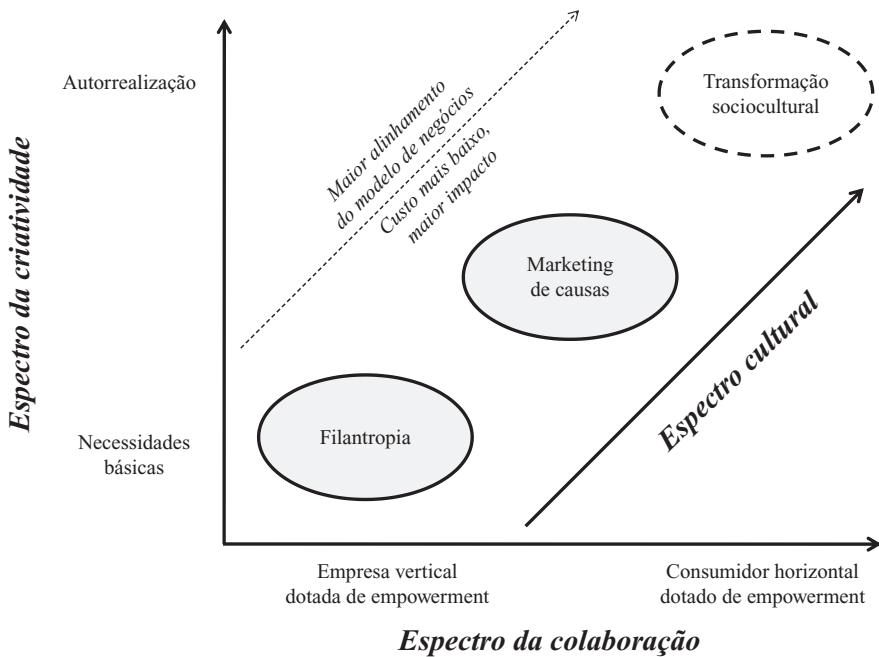 Autorrealização
Transformação
sociocultural
Maior alinhamento
do modelo de negócios
Custo mais baixo,
maior impacto
Espectro da criatividade
Marketing
de causas
Espectro cultural
Necessidades
básicas
Filantropia
Empresa vertical
dotada de empowerment
Consumidor horizontal
dotado de empowerment
Espectro da colaboração